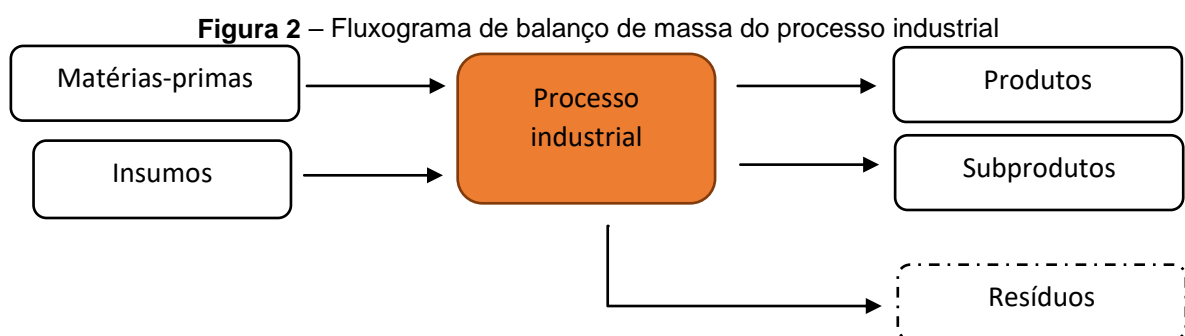 Figura 2 – Fluxograma de balanço de massa do processo industrial
Matérias-primas
Insumos
Processo
industrial
Produtos
Subprodutos
Resíduos